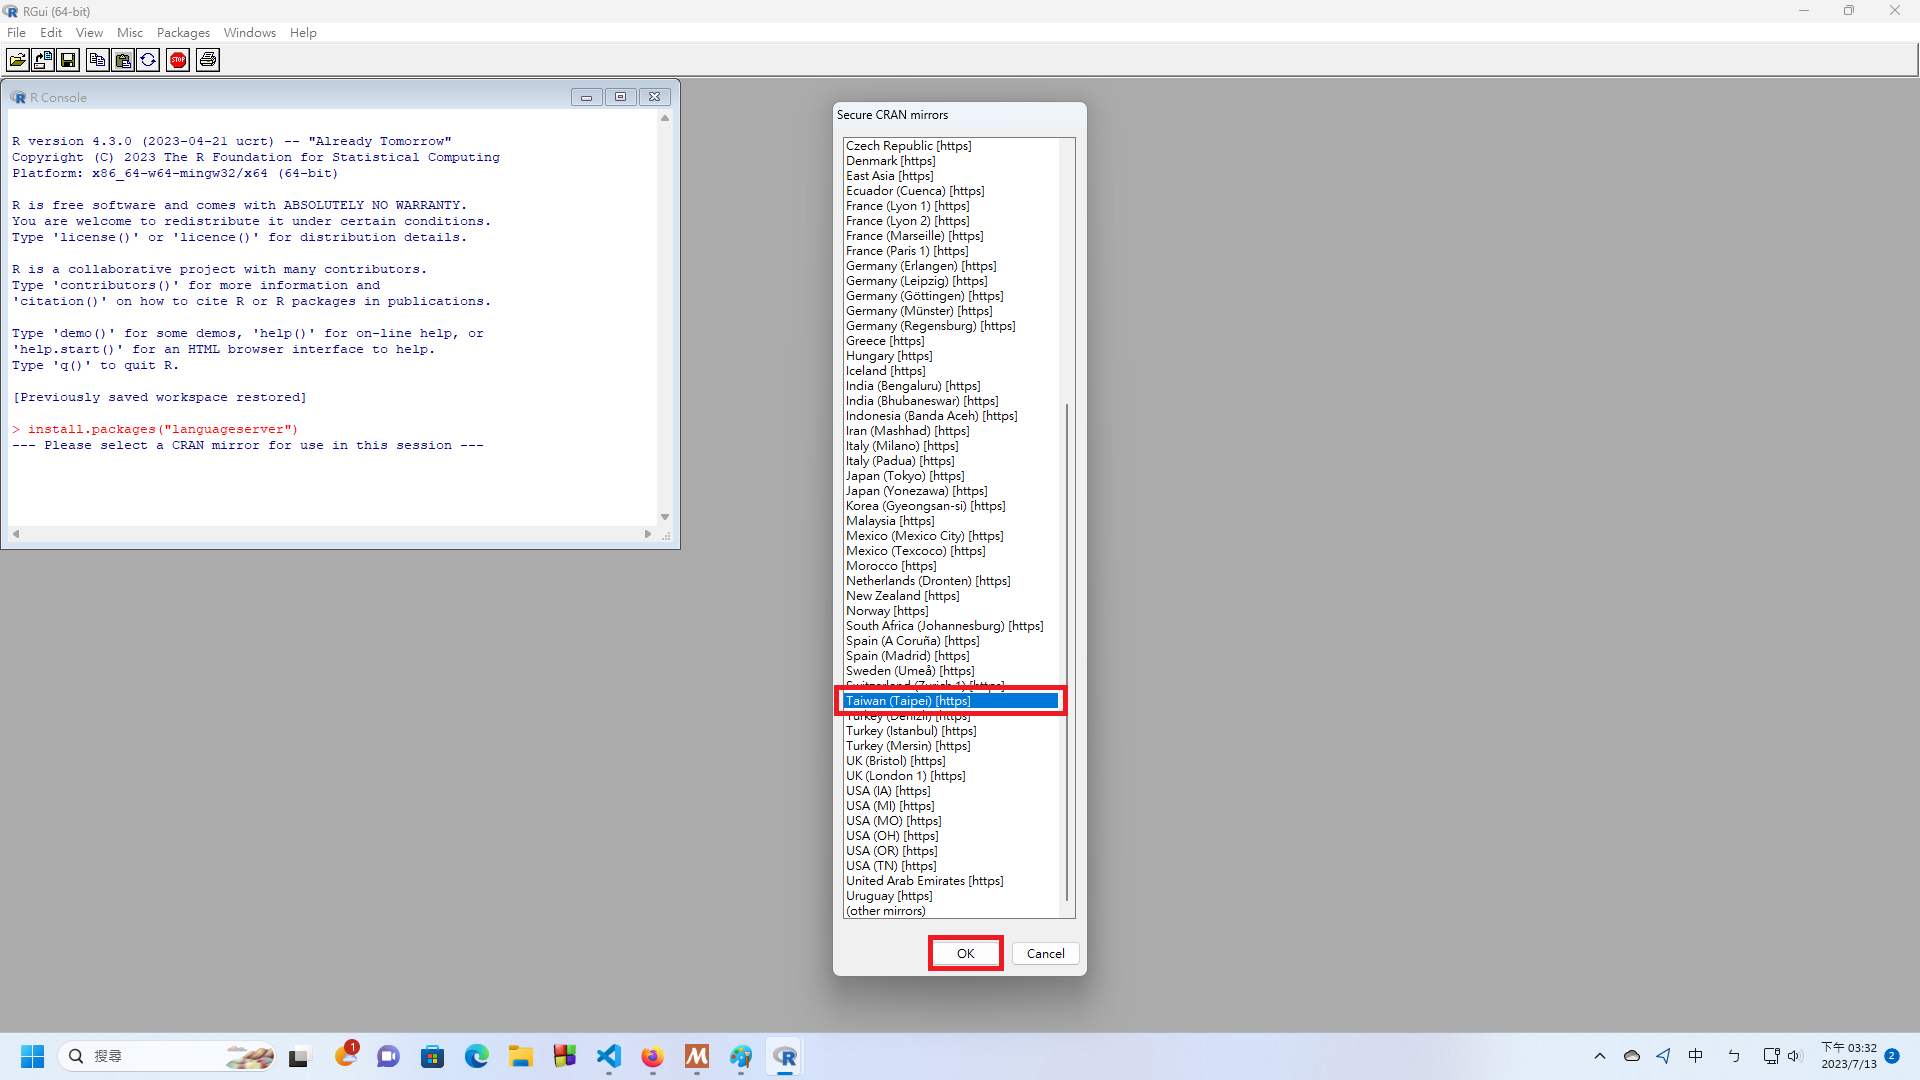 RGui (64-bit)
File Edit View Misc Packages Windows Help
STOP
R Console
R version 4.3.0 (2023-04-21 ucrt) -- "Already Tomorrow"
Copyright (C) 2023 The R Foundation for Statistical Computing
Platform: x86_64-w64-mingw32/x64 (64-bit)
R is free software and comes with ABSOLUTELY NO WARRANTY.
You are welcome to redistribute it under certain conditions.
Type 'license()' or 'licence()' for distribution details.
R is a collaborative project with many contributors.
Type 'contributors()' for more information and
'citation()' on how to cite R or R packages in publications.
Type 'demo()' for some demos, 'help()' for on-line help, or
'help.start()' for an HTML browser interface to help.
Type 'q()' to quit R.
[Previously saved workspace restored]
> install.packages("languageserver")
--- Please select a CRAN mirror for use in this session ---
Secure CRAN mirrors
Czech Republic [https]
Denmark [https]
East Asia [https]
Ecuador (Cuenca) [https]
France (Lyon 1) [https]
France (Lyon 2) [https]
France (Marseille) [https]
France (Paris 1) [https]
Germany (Erlangen) [https]
Germany (Leipzig) [https]
Germany (Göttingen) [https]
Germany (Münster) [https]
Germany (Regensburg) [https]
Greece [https]
Hungary [https]
Iceland [https]
India (Bengaluru) [https]
India (Bhubaneswar) [https]
Indonesia (Banda Aceh) [https]
Iran (Mashhad) [https]
Italy (Milano) [https]
Italy (Padua) [https]
Japan (Tokyo) [https]
Japan (Yonezawa) [https]
Korea (Gyeongsan-si) [https]
Malaysia [https]
Mexico (Mexico City) [https]
Mexico (Texcoco) [https]
Morocco [https]
Netherlands (Dronten) [https]
New Zealand [https]
Norway [https]
South Africa (Johannesburg) [https]
Spain (A Coruña) [https]
Spain (Madrid) [https]
Sweden (Umeå) [https]
Switzerland (Zurich 1) [https]
Taiwan (Taipei) [https]
Turkey (Denizli) [https]
Turkey (Istanbul) [https]
Turkey (Mersin) [https]
UK (Bristol) [https]
UK (London 1) [https]
USA (IA) [https]
USA (MI) [https]
USA (MO) [https]
USA (OH) [https]
USA (OR) [https]
USA (TN) [https]
United Arab Emirates [https]
Uruguay [https]
(other mirrors)
OK Cancel
搜尋
1
中
ㄅ
下午 03:32
2023/7/13
2